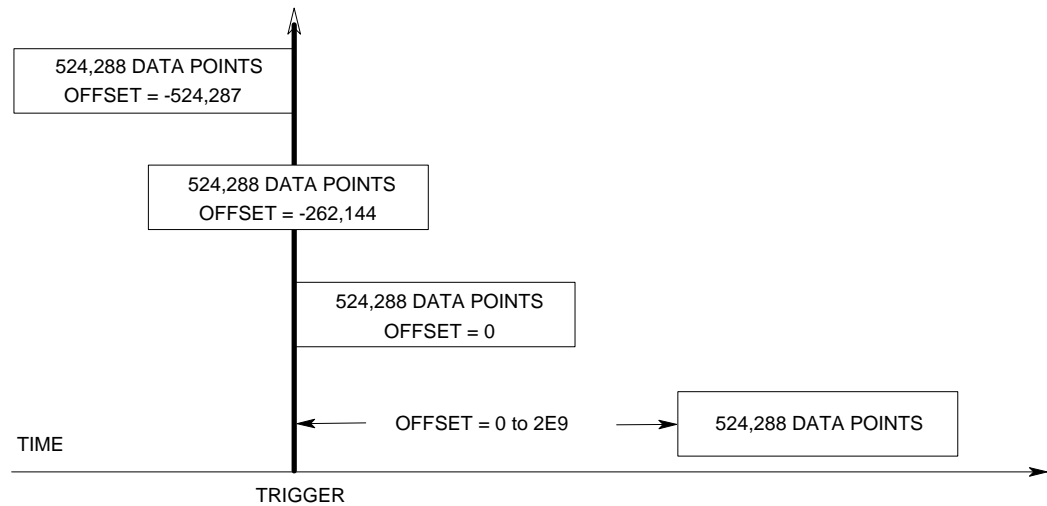 524,288 DATA POINTS
OFFSET = -524,287
524,288 DATA POINTS
OFFSET = -262,144
524,288 DATA POINTS
OFFSET = 0
OFFSET = 0 to 2E9
524,288 DATA POINTS
TIME
TRIGGER